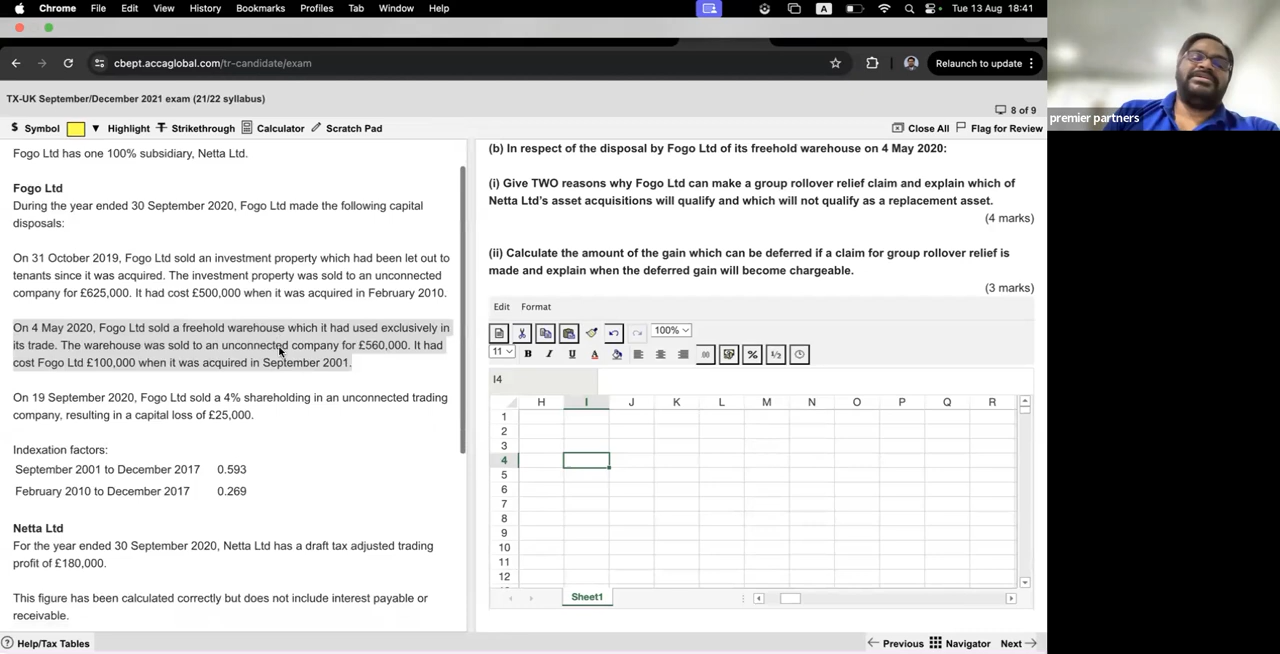 Chrome File Edit View History Bookmarks Profiles Tab Window Help A Tue 13 Aug 18:41
cbept.accaglobal.com/tr-candidate/exam Relaunch to update
TX-UK September/December 2021 exam (21/22 syllabus)
8 of 9
$ Symbol Highlight T Strikethrough Calculator Scratch Pad Close All Flag for Review
Fogo Ltd has one 100% subsidiary, Netta Ltd.
Fogo Ltd
During the year ended 30 September 2020, Fogo Ltd made the following capital
disposals:
On 31 October 2019, Fogo Ltd sold an investment property which had been let out to
tenants since it was acquired. The investment property was sold to an unconnected
company for £625,000. It had cost £500,000 when it was acquired in February 2010.
On 4 May 2020, Fogo Ltd sold a freehold warehouse which it had used exclusively in
its trade. The warehouse was sold to an unconnected company for £560,000. It had
cost Fogo Ltd £100,000 when it was acquired in September 2001.
On 19 September 2020, Fogo Ltd sold a 4% shareholding in an unconnected trading
company, resulting in a capital loss of £25,000.
Indexation factors:
September 2001 to December 2017 0.593
February 2010 to December 2017 0.269
Netta Ltd
For the year ended 30 September 2020, Netta Ltd has a draft tax adjusted trading
profit of £180,000.
This figure has been calculated correctly but does not include interest payable or
receivable.
(b) In respect of the disposal by Fogo Ltd of its freehold warehouse on 4 May 2020:
(i) Give TWO reasons why Fogo Ltd can make a group rollover relief claim and explain which of
Netta Ltd's asset acquisitions will qualify and which will not qualify as a replacement asset.
(4 marks)
(ii) Calculate the amount of the gain which can be deferred if a claim for group rollover relief is
made and explain when the deferred gain will become chargeable.
(3 marks)
Edit Format
100%
11 B I U A .00 % 1/2
I4
H I J K L M N O P Q R
1
2
3
4
5
6
7
8
9
10
11
12
Sheet1
? Help/Tax Tables Previous Navigator Next
premier partners